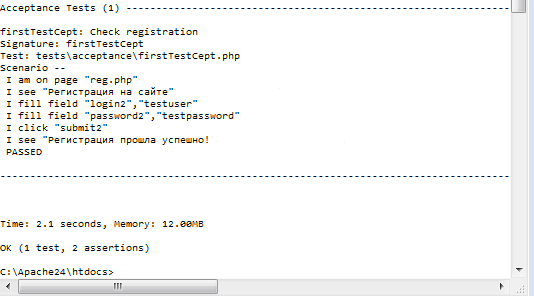 Acceptance Tests (1) ---------------------------------------------------------------
firstTestCept: Check registration
Signature: firstTestCept
Test: tests\acceptance\firstTestCept.php
Scenario --
I am on page "reg.php"
I see "Регистрация на сайте"
I fill field "login2","testuser"
I fill field "password2","testpassword"
I click "submit2"
I see "Регистрация прошла успешно!
PASSED
------------------------------------------------------------------------------------
Time: 2.1 seconds, Memory: 12.00MB
OK (1 test, 2 assertions)
C:\Apache24\htdocs>